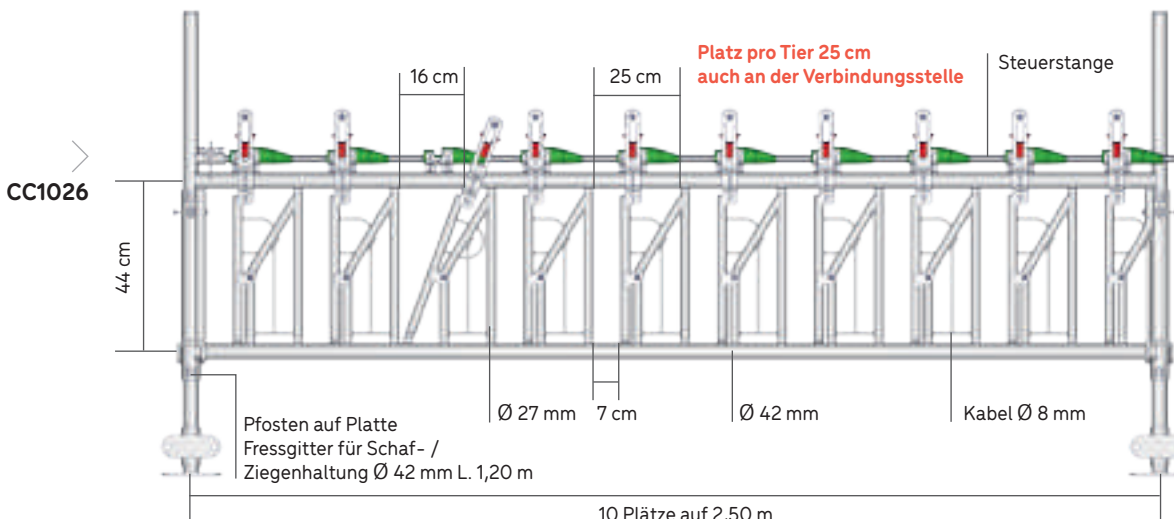 16 cm
25 cm
Platz pro Tier 25 cm
auch an der Verbindungsstelle
Steuerstange
CC1026
44 cm
Ø 27 mm
7 cm
Ø 42 mm
Kabel Ø 8 mm
Pfosten auf Platte
Fressgitter für Schaf- /
Ziegenhaltung Ø 42 mm L. 1,20 m
10 Plätze auf 2,50 m